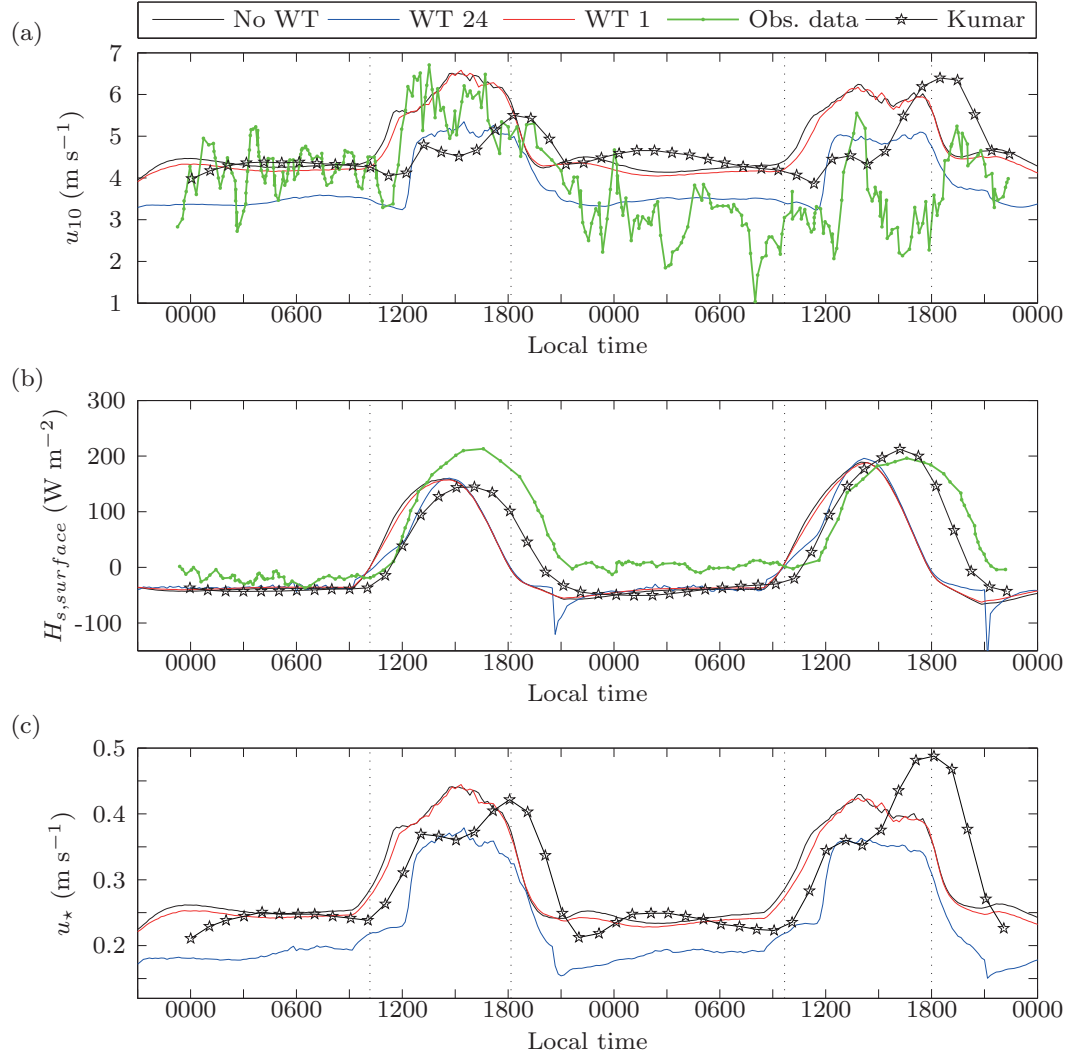 No WT WT 24 WT 1 Obs. data Kumar
(a)
7
6
5
4
3
2
1
u10 (m s−1)
0000 0600 1200 1800 0000 0600 1200 1800 0000
Local time
(b)
300
200
100
0
-100
Hs,surface (W m−2)
0000 0600 1200 1800 0000 0600 1200 1800 0000
Local time
(c)
0.5
0.4
0.3
0.2
u⋆ (m s−1)
0000 0600 1200 1800 0000 0600 1200 1800 0000
Local time